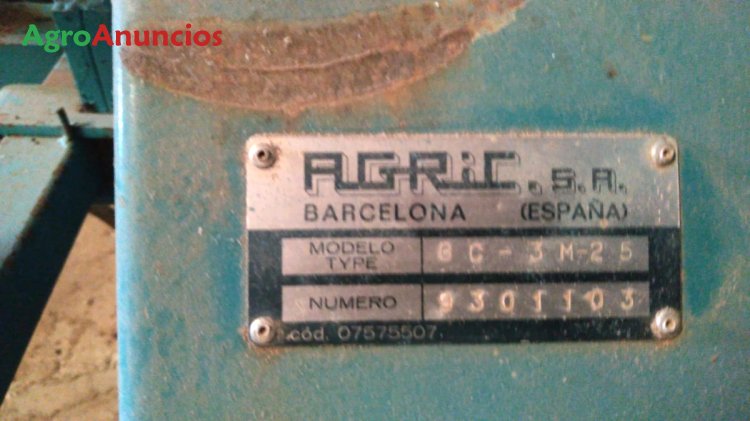 AgroAnuncios
AGRIC, S.A.
BARCELONA (ESPAÑA)
MODELO
TYPE
GC-3M-25
NUMERO 9301103
cód. 07575507